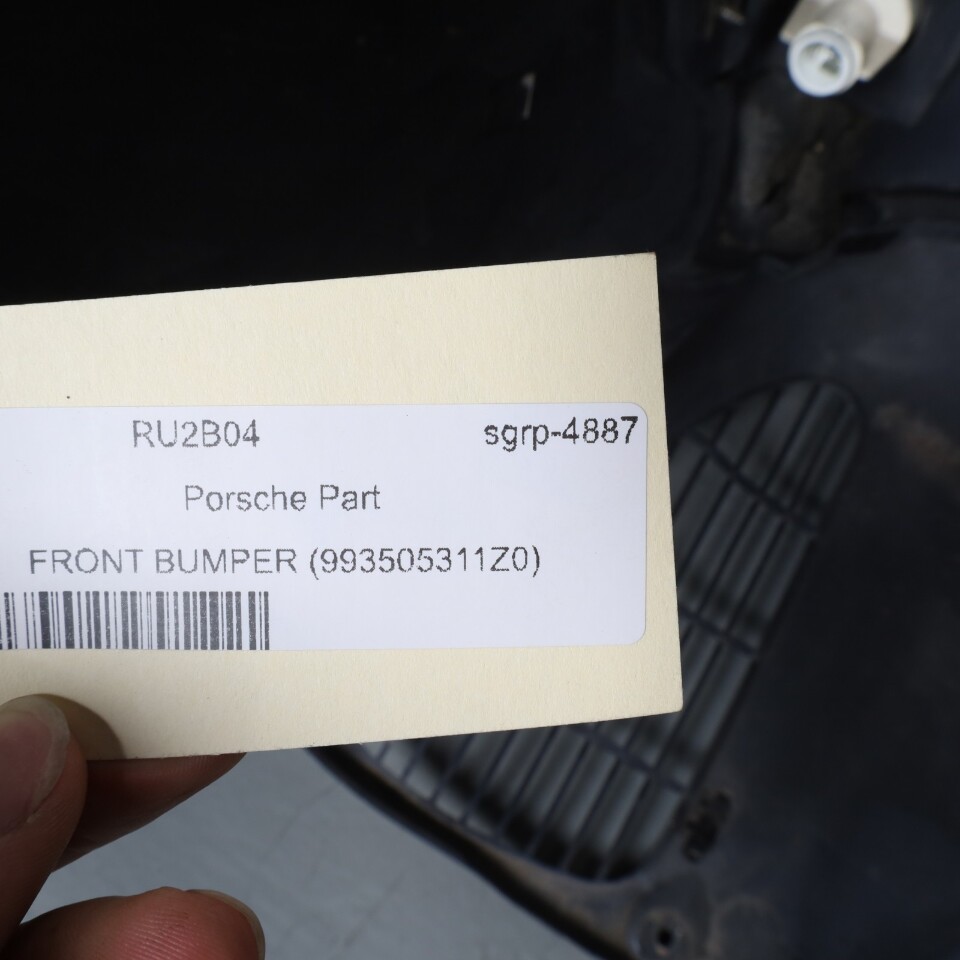 RU2B04 sgrp-4887
Porsche Part
FRONT BUMPER (993505311Z0)